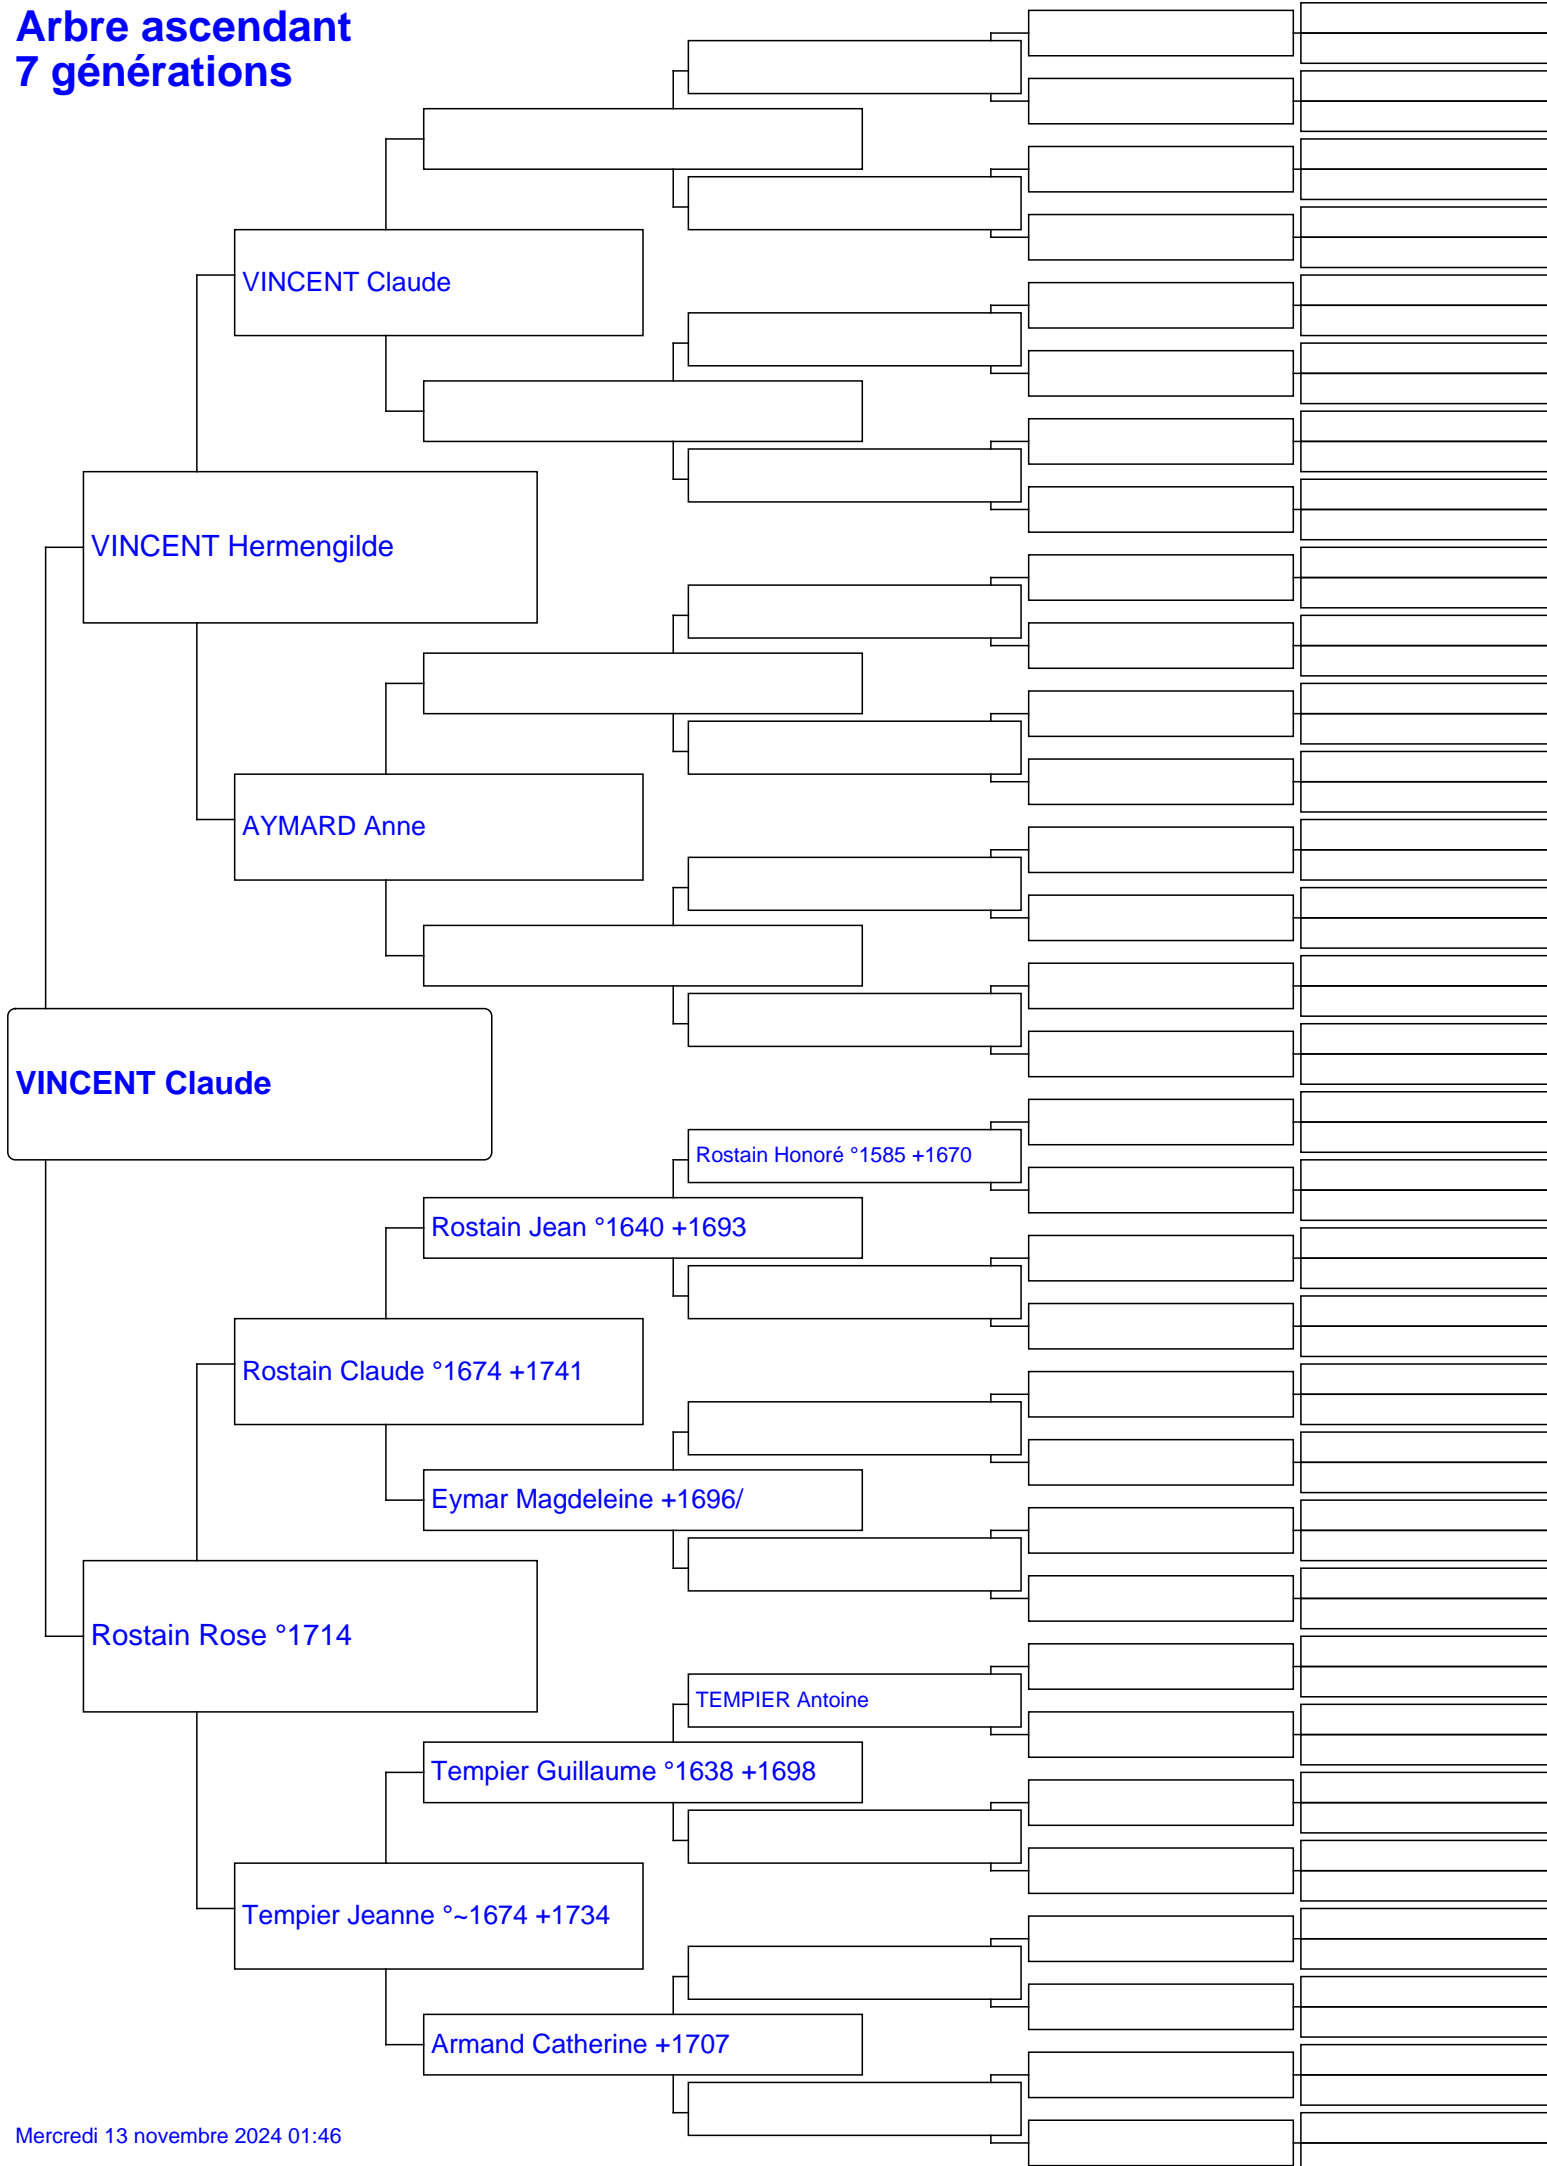 Arbre ascendant
7 générations
VINCENT Claude
VINCENT Hermengilde
AYMARD Anne
VINCENT Claude
Rostain Honoré °1585 +1670
Rostain Jean °1640 +1693
Rostain Claude °1674 +1741
Eymar Magdeleine +1696/
Rostain Rose °1714
TEMPIER Antoine
Tempier Guillaume °1638 +1698
Tempier Jeanne °~1674 +1734
Armand Catherine +1707
Mercredi 13 novembre 2024 01:46